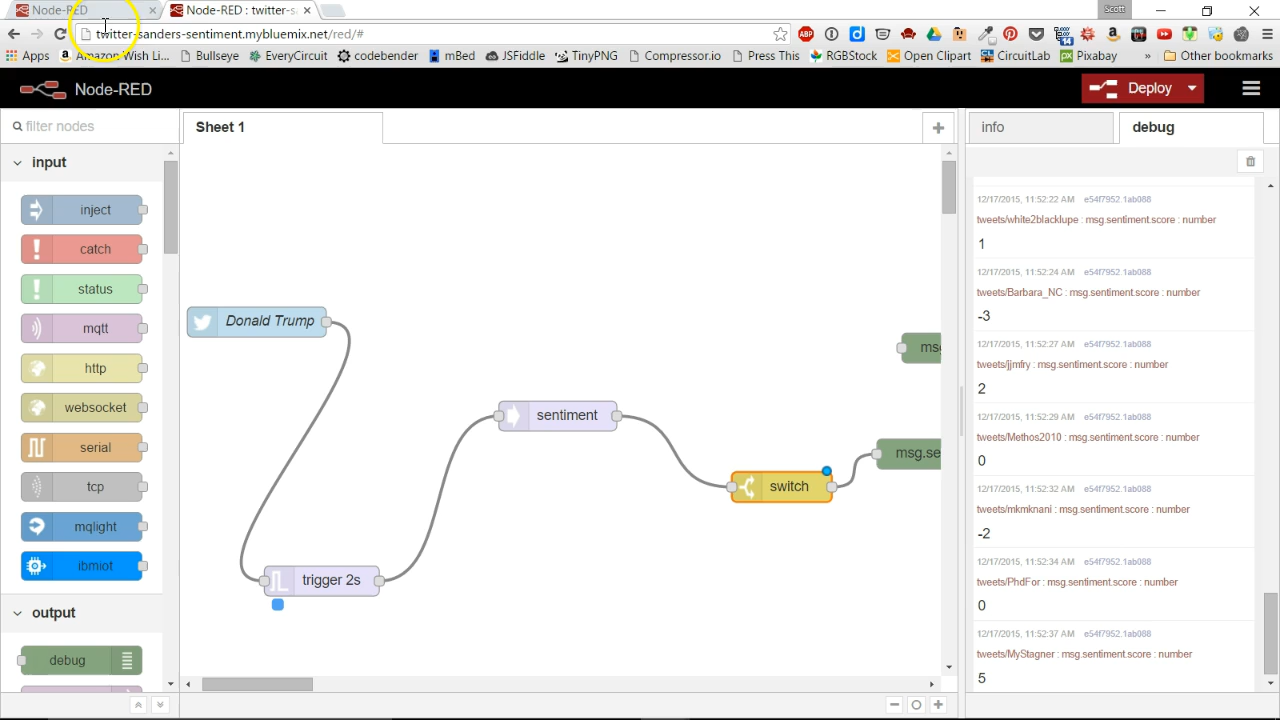 Node-RED
Node-RED : twitter-s
Scott
twitter-sanders-sentiment.mybluemix.net/red/#
Apps
Amazon Wish L...
Bullseye
EveryCircuit
codebender
mBed
JSFiddle
TinyPNG
Compressor.io
Press This
RGBStock
Open Clipart
CircuitLab
Pixabay
»
Other bookmarks
Node-RED
Deploy
filter nodes
Sheet 1
info
debug
input
inject
catch
status
mqtt
http
websocket
serial
tcp
mqlight
ibmiot
output
debug
Donald Trump
trigger 2s
sentiment
switch
msg
msg.se
12/17/2015, 11:52:22 AM e54f7952.1ab088
tweets/white2blacklupe : msg.sentiment.score : number
1
12/17/2015, 11:52:24 AM e54f7952.1ab088
tweets/Barbara_NC : msg.sentiment.score : number
-3
12/17/2015, 11:52:27 AM e54f7952.1ab088
tweets/jjmfry : msg.sentiment.score : number
2
12/17/2015, 11:52:29 AM e54f7952.1ab088
tweets/Methos2010 : msg.sentiment.score : number
0
12/17/2015, 11:52:32 AM e54f7952.1ab088
tweets/mkmknani : msg.sentiment.score : number
-2
12/17/2015, 11:52:34 AM e54f7952.1ab088
tweets/PhdFor : msg.sentiment.score : number
0
12/17/2015, 11:52:37 AM e54f7952.1ab088
tweets/MyStagner : msg.sentiment.score : number
5